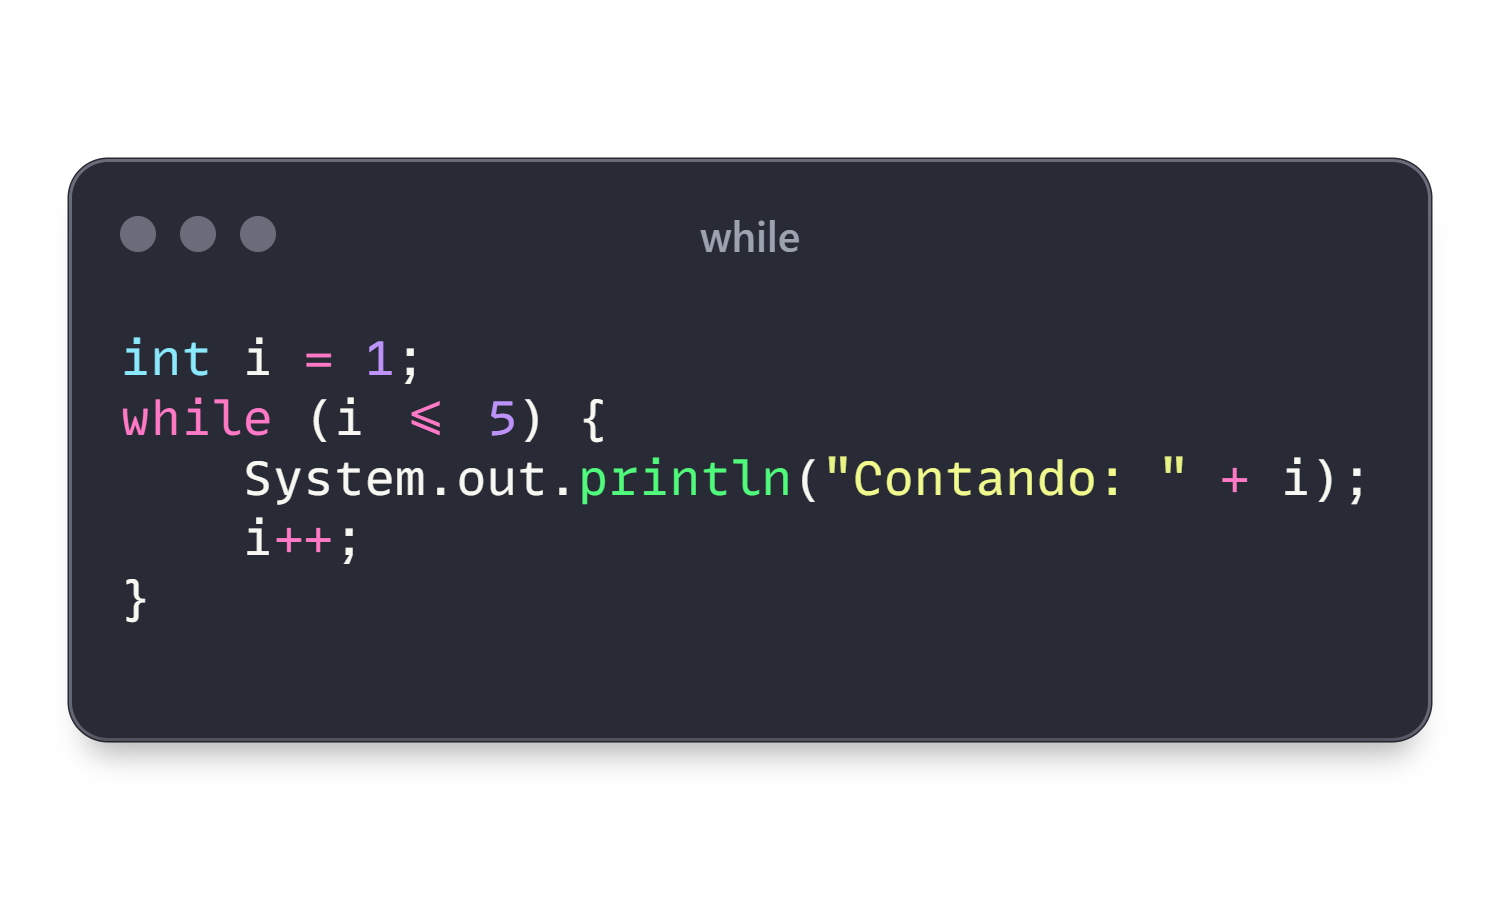 while
int i = 1;
while (i <= 5) {
    System.out.println("Contando: " + i);
    i++;
}